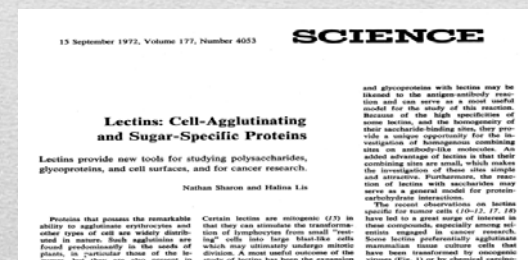 15 September 1972, Volume 177, Number 4053
SCIENCE
Lectins: Cell-Agglutinating
and Sugar-Specific Proteins
Lectins provide new tools for studying polysaccharides,
glycoproteins, and cell surfaces, and for cancer research.
Nathan Sharon and Halina Lis
Proteins that possess the remarkable
ability to agglutinate erythrocytes and
other types of cell are widely distrib-
uted in nature. Such agglutinins are
found predominantly in the seeds of
plants, in particular those of the
Certain lectins are mitogenic (15) in
that they can stimulate the transforma-
tion of lymphocytes from small "rest-
ing" cells into large blast-like cells
which may ultimately undergo mitotic
division. A most useful outcome of the
and glycoproteins with lectins may be
likened to the antigen-antibody reac-
tion and can serve as a most useful
model for the study of this reaction.
Because of the high specificities of
some lectins, and the homogeneity of
their saccharide-binding sites, they pro-
vide a unique opportunity for the in-
vestigation of homogenous combining
sites on antibody-like molecules. An
added advantage of lectins is that their
combining sites are small, which makes
the investigation of these sites simple
and attractive. Furthermore, the reac-
tion of lectins with saccharides may
serve as a general model for protein-
carbohydrate interactions.
The recent observations on lectins
specific for tumor cells (10-12, 17, 18)
have led to a great surge of interest in
these compounds, especially among sci-
entists engaged in cancer research.
Some lectins preferentially agglutinate
mammalian tissue culture cells that
have been transformed by oncogenic